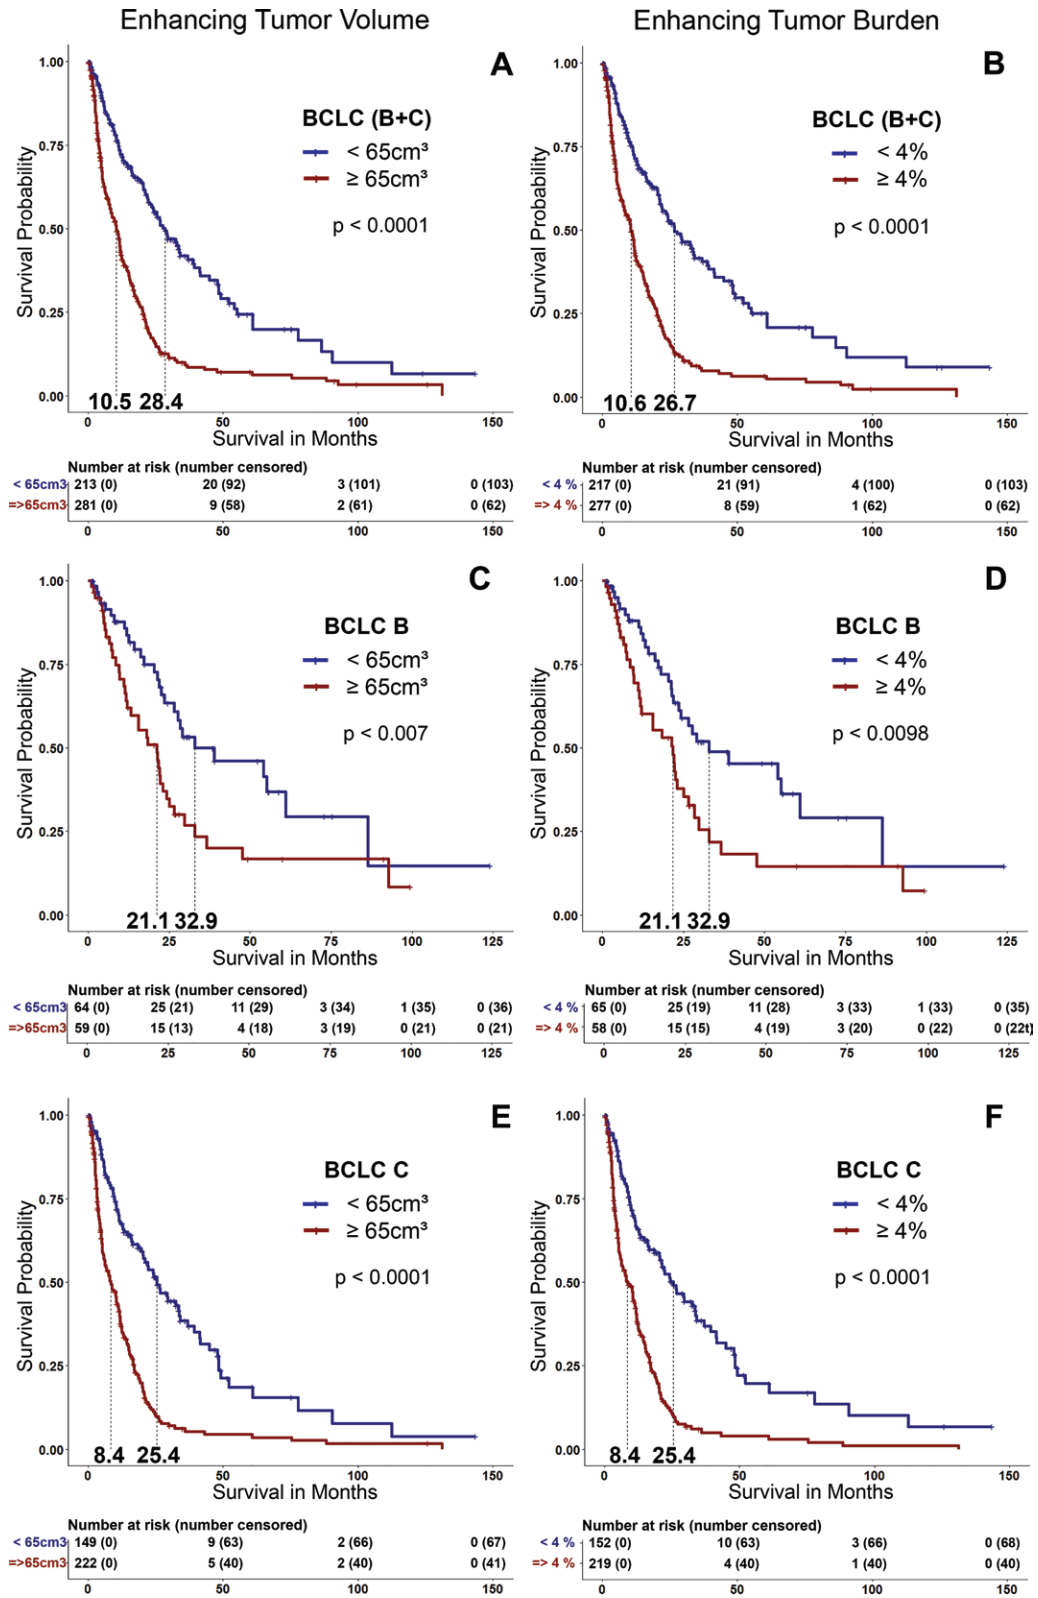 Enhancing Tumor Volume
Enhancing Tumor Burden
A
BCLC (B+C)
< 65cm³
≥ 65cm³
p < 0.0001
Survival Probability
1.00
0.75
0.50
0.25
0.00
10.5 28.4
0 50 100 150
Survival in Months
Number at risk (number censored)
< 65cm3 213 (0) 20 (92) 3 (101) 0 (103)
=>65cm3 281 (0) 9 (58) 2 (61) 0 (62)
0 50 100 150
B
BCLC (B+C)
< 4%
≥ 4%
p < 0.0001
Survival Probability
1.00
0.75
0.50
0.25
0.00
10.6 26.7
0 50 100 150
Survival in Months
Number at risk (number censored)
< 4 % 217 (0) 21 (91) 4 (100) 0 (103)
=> 4 % 277 (0) 8 (59) 1 (62) 0 (62)
0 50 100 150
C
BCLC B
< 65cm³
≥ 65cm³
p < 0.007
Survival Probability
1.00
0.75
0.50
0.25
0.00
21.1 32.9
0 25 50 75 100 125
Survival in Months
Number at risk (number censored)
< 65cm3 64 (0) 25 (21) 11 (29) 3 (34) 1 (35) 0 (36)
=>65cm3 59 (0) 15 (13) 4 (18) 3 (19) 0 (21) 0 (21)
0 25 50 75 100 125
D
BCLC B
< 4%
≥ 4%
p < 0.0098
Survival Probability
1.00
0.75
0.50
0.25
0.00
21.1 32.9
0 25 50 75 100 125
Survival in Months
Number at risk (number censored)
< 4 % 65 (0) 25 (19) 11 (28) 3 (33) 1 (33) 0 (35)
=> 4 % 58 (0) 15 (15) 4 (19) 3 (20) 0 (22) 0 (22t)
0 25 50 75 100 125
E
BCLC C
< 65cm³
≥ 65cm³
p < 0.0001
Survival Probability
1.00
0.75
0.50
0.25
0.00
8.4 25.4
0 50 100 150
Survival in Months
Number at risk (number censored)
< 65cm3 149 (0) 9 (63) 2 (66) 0 (67)
=>65cm3 222 (0) 5 (40) 2 (40) 0 (41)
0 50 100 150
F
BCLC C
< 4%
≥ 4%
p < 0.0001
Survival Probability
1.00
0.75
0.50
0.25
0.00
8.4 25.4
0 50 100 150
Survival in Months
Number at risk (number censored)
< 4 % 152 (0) 10 (63) 3 (66) 0 (68)
=> 4 % 219 (0) 4 (40) 1 (40) 0 (40)
0 50 100 150